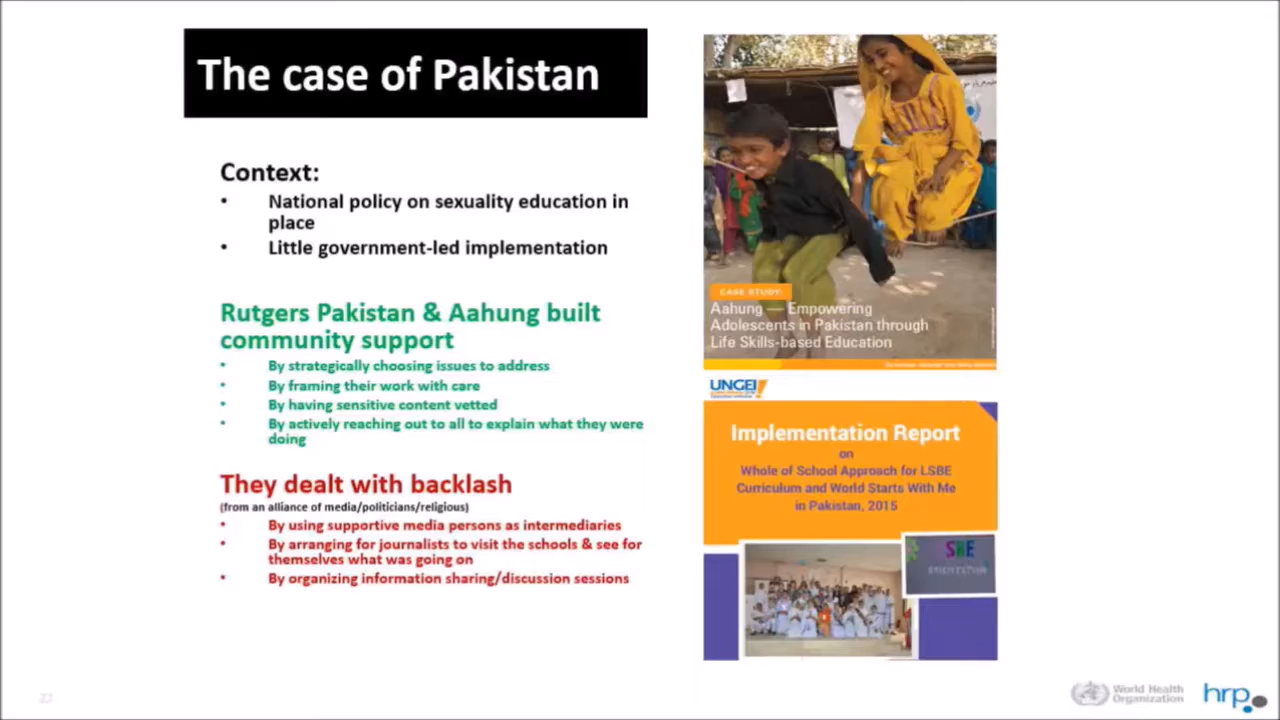 The case of Pakistan
Context:
• National policy on sexuality education in
place
• Little government-led implementation
Rutgers Pakistan & Aahung built
community support
• By strategically choosing issues to address
• By framing their work with care
• By having sensitive content vetted
• By actively reaching out to all to explain what they were
doing
They dealt with backlash
(from an alliance of media/politicians/religious)
• By using supportive media persons as intermediaries
• By arranging for journalists to visit the schools & see for
themselves what was going on
• By organizing information sharing/discussion sessions
CASE STUDY
Aahung — Empowering
Adolescents in Pakistan through
Life Skills-based Education
UNGEI
Implementation Report
on
Whole of School Approach for LSBE
Curriculum and World Starts With Me
in Pakistan, 2015
SBE
ORIENTATION
World Health
Organization
hrp